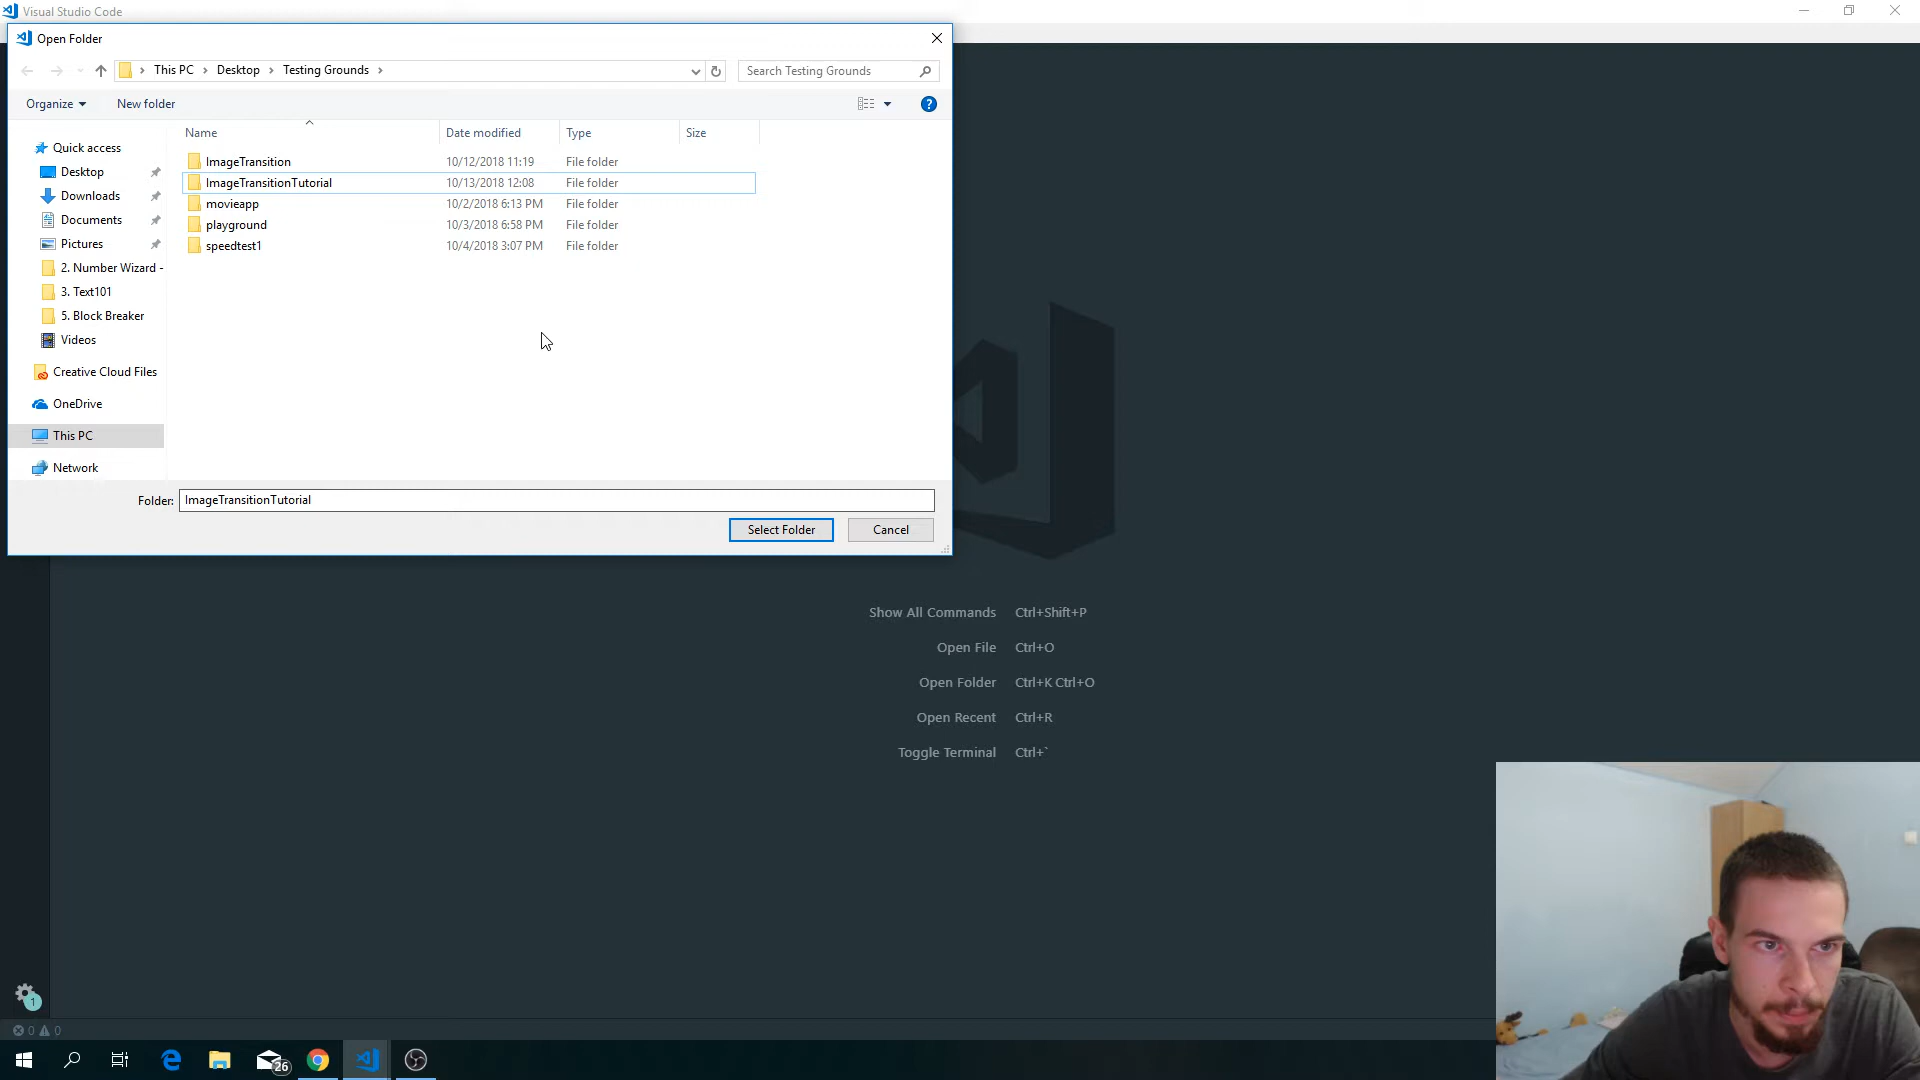 Visual Studio Code
Open Folder
This PC Desktop Testing Grounds
Search Testing Grounds
Organize New folder
Name Date modified Type Size
Quick access
Desktop
Downloads
Documents
Pictures
2. Number Wizard -
3. Text101
5. Block Breaker
Videos
Creative Cloud Files
OneDrive
This PC
Network
ImageTransition 10/12/2018 11:19 File folder
ImageTransitionTutorial 10/13/2018 12:08 File folder
movieapp 10/2/2018 6:13 PM File folder
playground 10/3/2018 6:58 PM File folder
speedtest1 10/4/2018 3:07 PM File folder
Folder: ImageTransitionTutorial
Select Folder Cancel
Show All Commands Ctrl+Shift+P
Open File Ctrl+O
Open Folder Ctrl+K Ctrl+O
Open Recent Ctrl+R
Toggle Terminal Ctrl+`
1
0 0
26